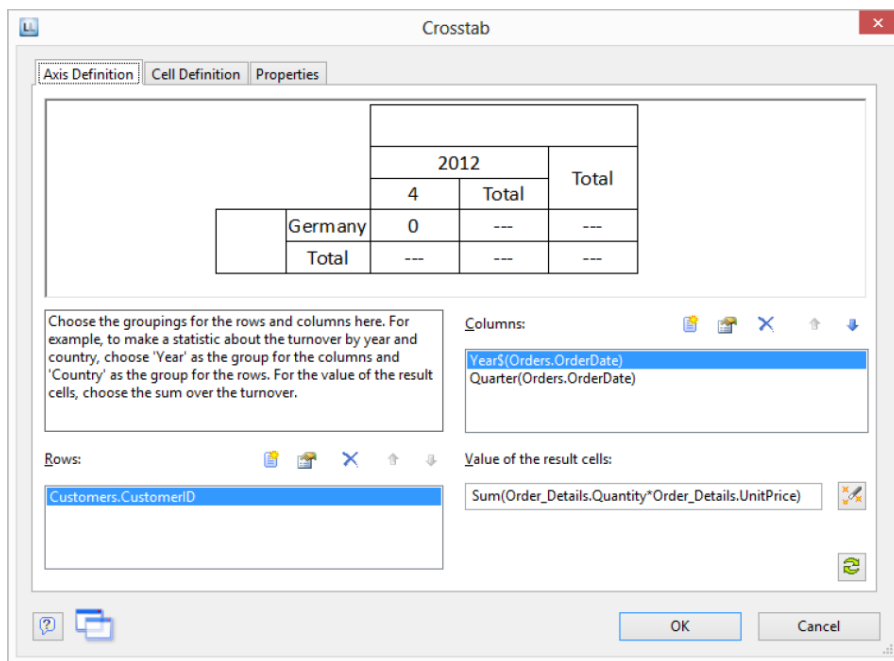 LL
Crosstab
Axis Definition Cell Definition Properties
2012 Total
4 Total
Germany 0 --- ---
Total --- --- ---
Choose the groupings for the rows and columns here. For
example, to make a statistic about the turnover by year and
country, choose 'Year' as the group for the columns and
'Country' as the group for the rows. For the value of the result
cells, choose the sum over the turnover.
Columns:
Year$(Orders.OrderDate)
Quarter(Orders.OrderDate)
Rows:
Customers.CustomerID
Value of the result cells:
Sum(Order_Details.Quantity*Order_Details.UnitPrice)
OK Cancel